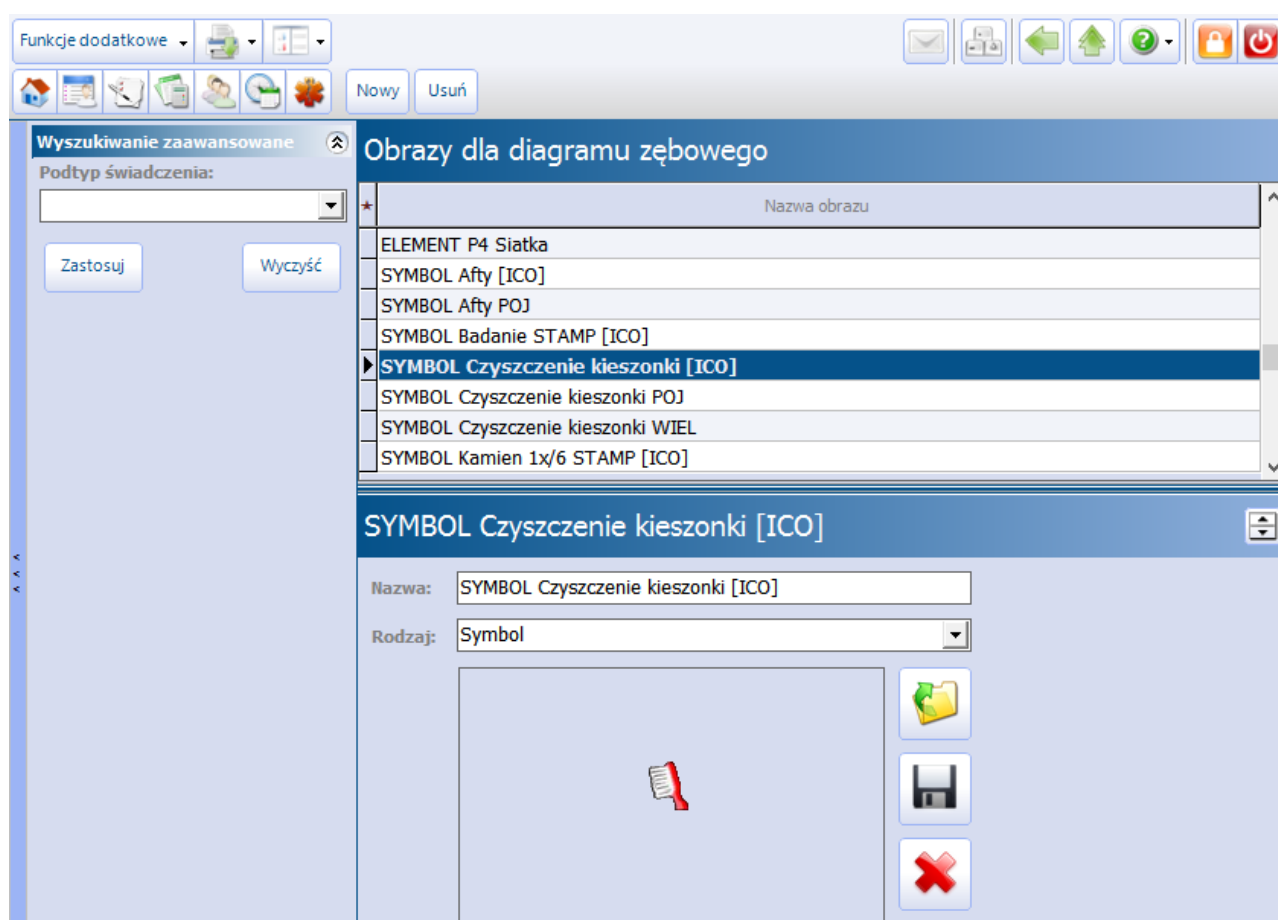 Funkcje dodatkowe
Nowy Usuń
Wyszukiwanie zaawansowane
Podtyp świadczenia:
Zastosuj Wyczyść
Obrazy dla diagramu zębowego
Nazwa obrazu
ELEMENT P4 Siatka
SYMBOL Afty [ICO]
SYMBOL Afty POJ
SYMBOL Badanie STAMP [ICO]
SYMBOL Czyszczenie kieszonki [ICO]
SYMBOL Czyszczenie kieszonki POJ
SYMBOL Czyszczenie kieszonki WIEL
SYMBOL Kamien 1x/6 STAMP [ICO]
SYMBOL Czyszczenie kieszonki [ICO]
Nazwa: SYMBOL Czyszczenie kieszonki [ICO]
Rodzaj: Symbol